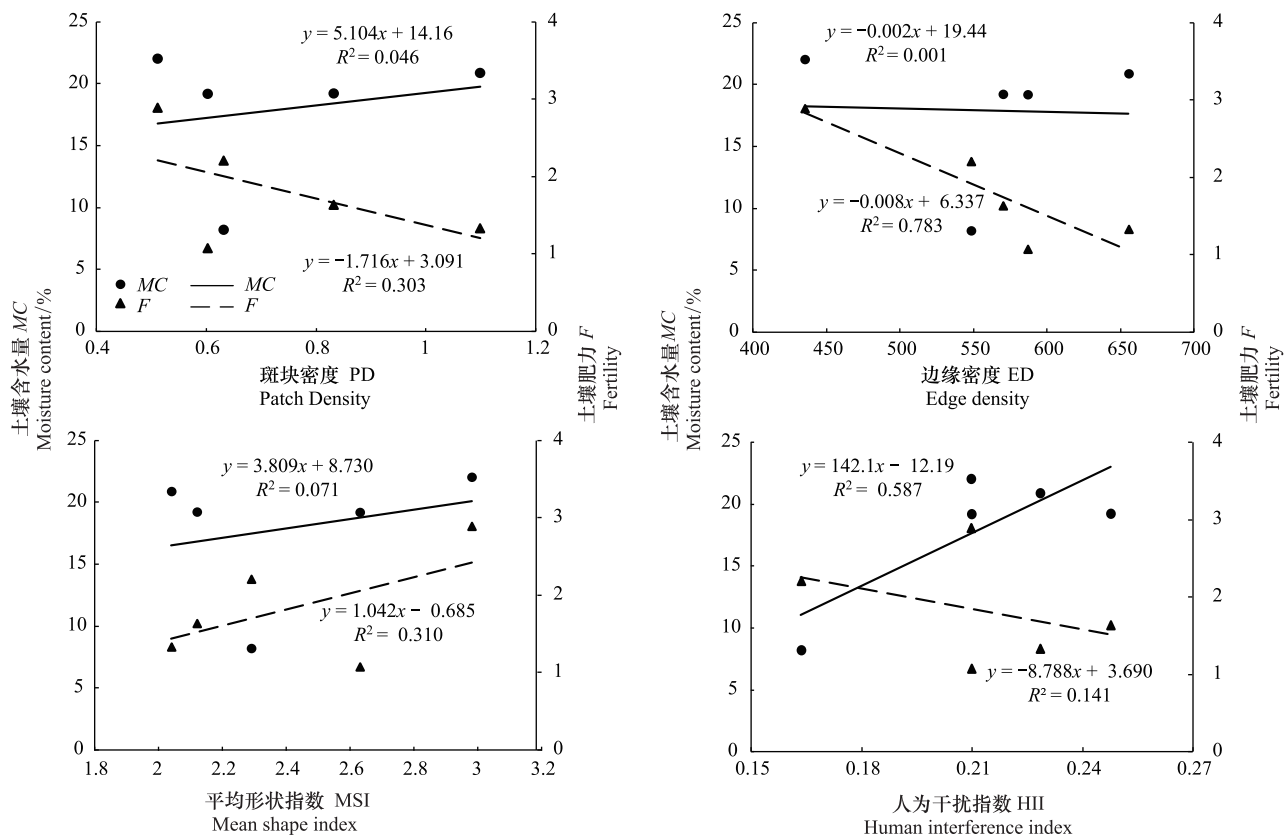 25
20
15
10
5
0
4
3
2
1
0
y = 5.104x + 14.16
R² = 0.046
y = −1.716x + 3.091
R² = 0.303
MC
MC
F
F
0.4
0.6
0.8
1
1.2
斑块密度 PD
Patch Density
土壤含水量 MC
Moisture content/%
土壤肥力 F
Fertility
25
20
15
10
5
0
4
3
2
1
0
y = −0.002x + 19.44
R² = 0.001
y = −0.008x + 6.337
R² = 0.783
400
450
500
550
600
650
700
边缘密度 ED
Edge density
土壤含水量 MC
Moisture content/%
土壤肥力 F
Fertility
25
20
15
10
5
0
4
3
2
1
0
y = 3.809x + 8.730
R² = 0.071
y = 1.042x − 0.685
R² = 0.310
1.8
2
2.2
2.4
2.6
2.8
3
3.2
平均形状指数 MSI
Mean shape index
25
20
15
10
5
0
4
3
2
1
0
y = 142.1x − 12.19
R² = 0.587
y = −8.788x + 3.690
R² = 0.141
0.15
0.18
0.21
0.24
0.27
人为干扰指数 HII
Human interference index